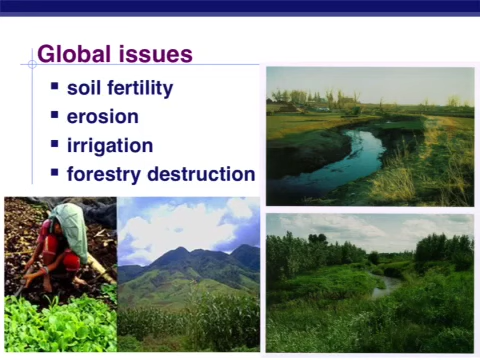 Global issues
soil fertility
erosion
irrigation
forestry destruction